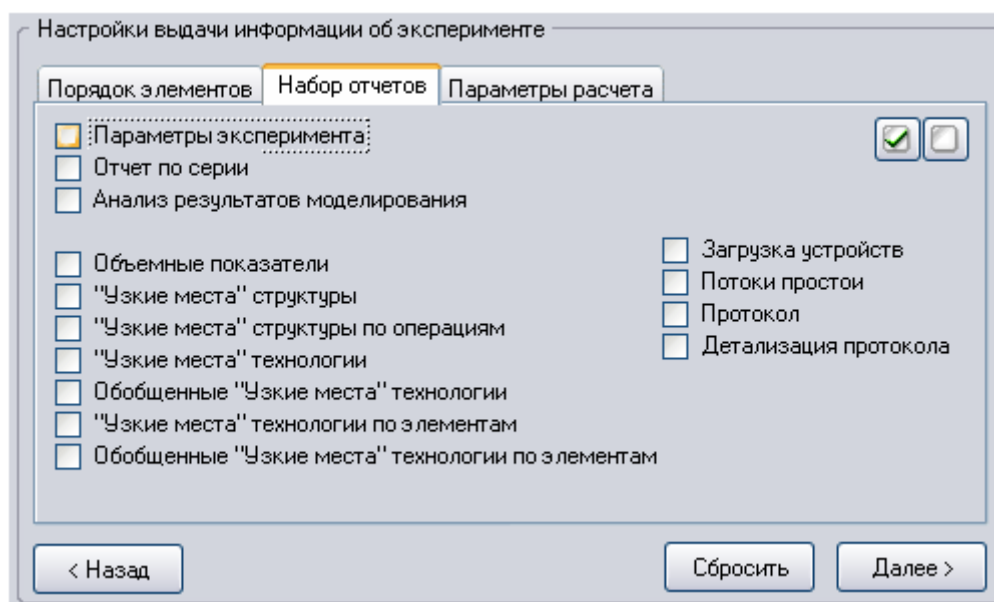 Настройки выдачи информации об эксперименте
Порядок элементов
Набор отчетов
Параметры расчета
Параметры эксперимента
Отчет по серии
Анализ результатов моделирования
Объемные показатели
"Узкие места" структуры
"Узкие места" структуры по операциям
"Узкие места" технологии
Обобщенные "Узкие места" технологии
"Узкие места" технологии по элементам
Обобщенные "Узкие места" технологии по элементам
Загрузка устройств
Потоки простои
Протокол
Детализация протокола
< Назад
Сбросить
Далее >